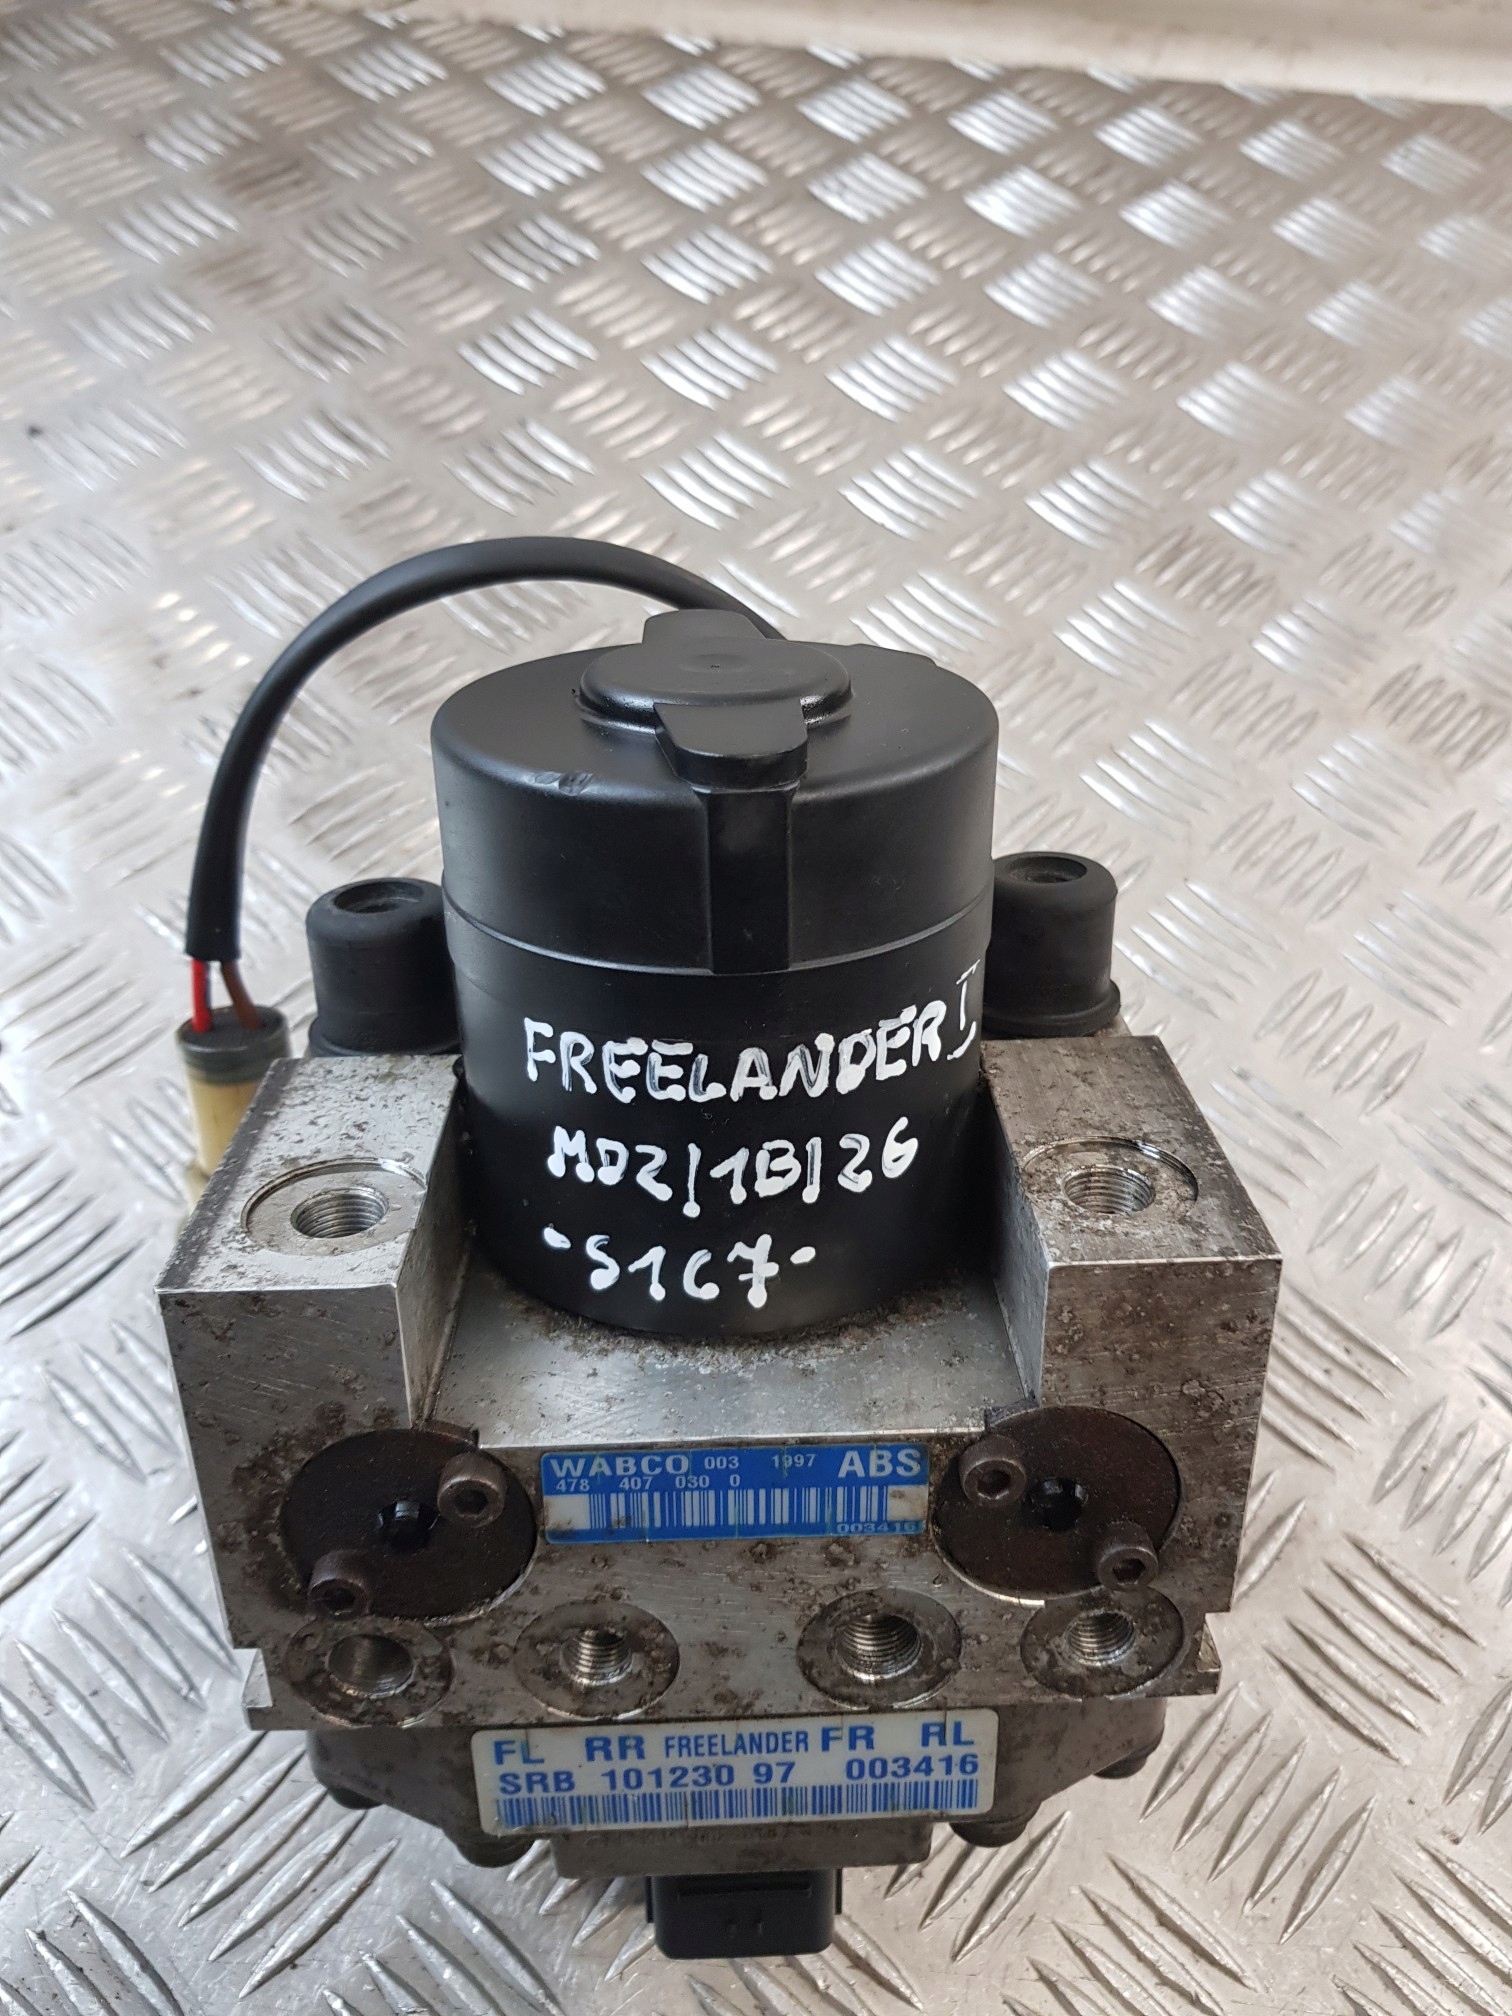 FREELANDER I
MD2/1B/26
-S167-
WABCO 003 1997 ABS
478 407 030 0
003416
FL RR FREELANDER FR RL
SRB 101230 97 003416